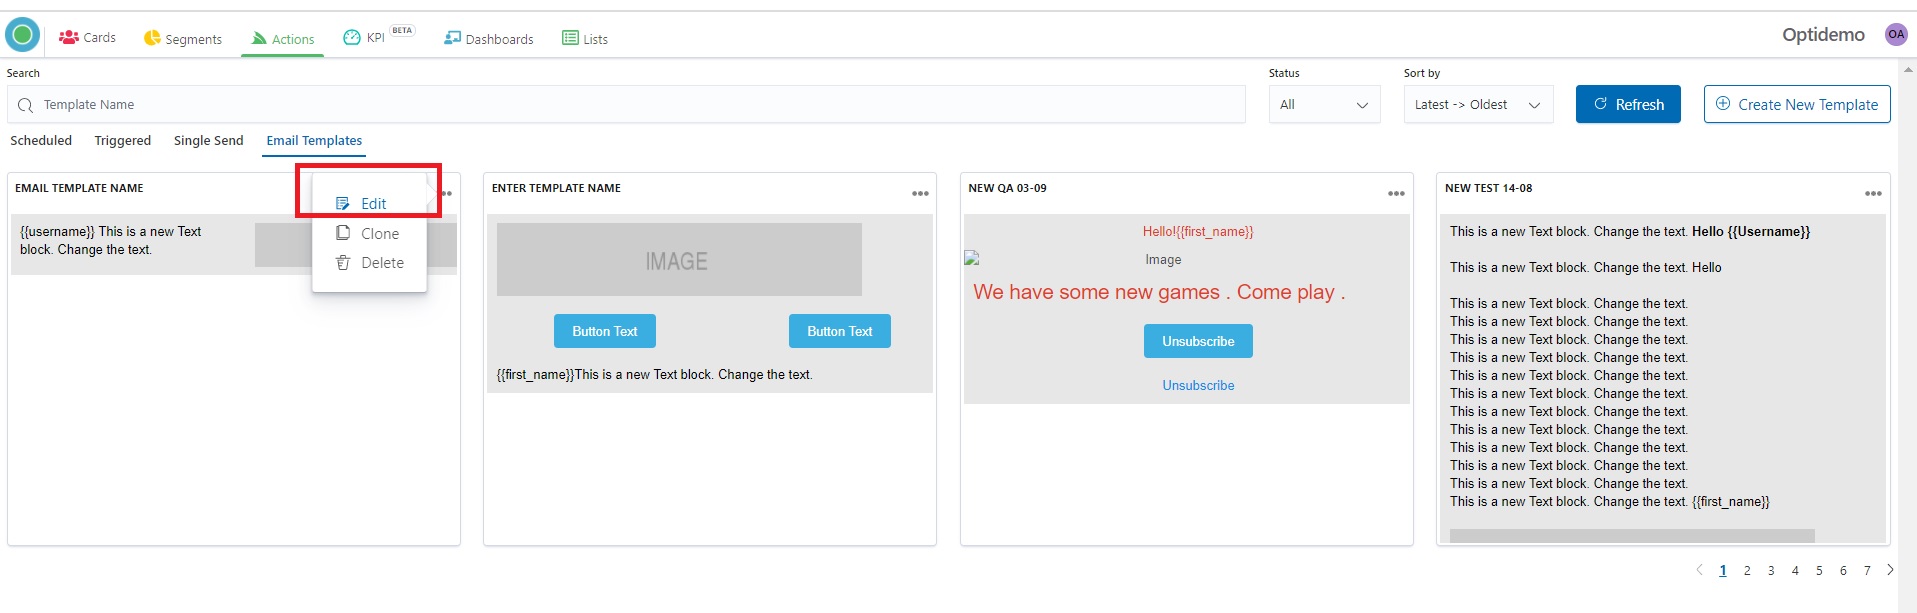 Cards Segments Actions KPI BETA Dashboards Lists Optidemo OA
Search Status Sort by
Template Name All Latest -> Oldest Refresh Create New Template
Scheduled Triggered Single Send Email Templates
EMAIL TEMPLATE NAME
Edit
Clone
Delete
{{username}} This is a new Text
block. Change the text.
ENTER TEMPLATE NAME
IMAGE
Button Text Button Text
{{first_name}}This is a new Text block. Change the text.
NEW QA 03-09
Hello!{{first_name}}
Image
We have some new games . Come play .
Unsubscribe
Unsubscribe
NEW TEST 14-08
This is a new Text block. Change the text. Hello {{Username}}
This is a new Text block. Change the text. Hello
This is a new Text block. Change the text.
This is a new Text block. Change the text.
This is a new Text block. Change the text.
This is a new Text block. Change the text.
This is a new Text block. Change the text.
This is a new Text block. Change the text.
This is a new Text block. Change the text.
This is a new Text block. Change the text.
This is a new Text block. Change the text.
This is a new Text block. Change the text.
This is a new Text block. Change the text.
This is a new Text block. Change the text. {{first_name}}
1 2 3 4 5 6 7